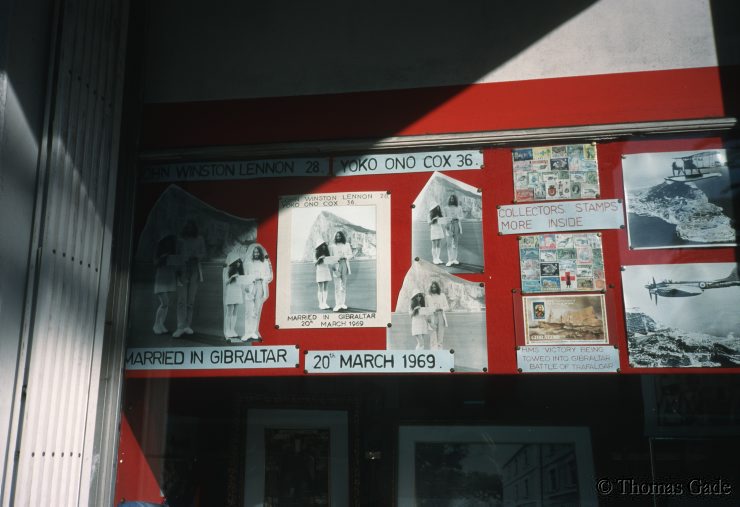 JOHN WINSTON LENNON 28.
YOKO ONO COX 36.
JOHN WINSTON LENNON 28.
YOKO ONO COX 36.
MARRIED IN GIBRALTAR
20th MARCH 1969
MARRIED IN GIBRALTAR
20th MARCH 1969.
COLLECTORS STAMPS
MORE INSIDE
GIBRALTAR
HMS VICTORY BEING
TOWED INTO GIBRALTAR
BATTLE OF TRAFALGAR
© Thomas Gade